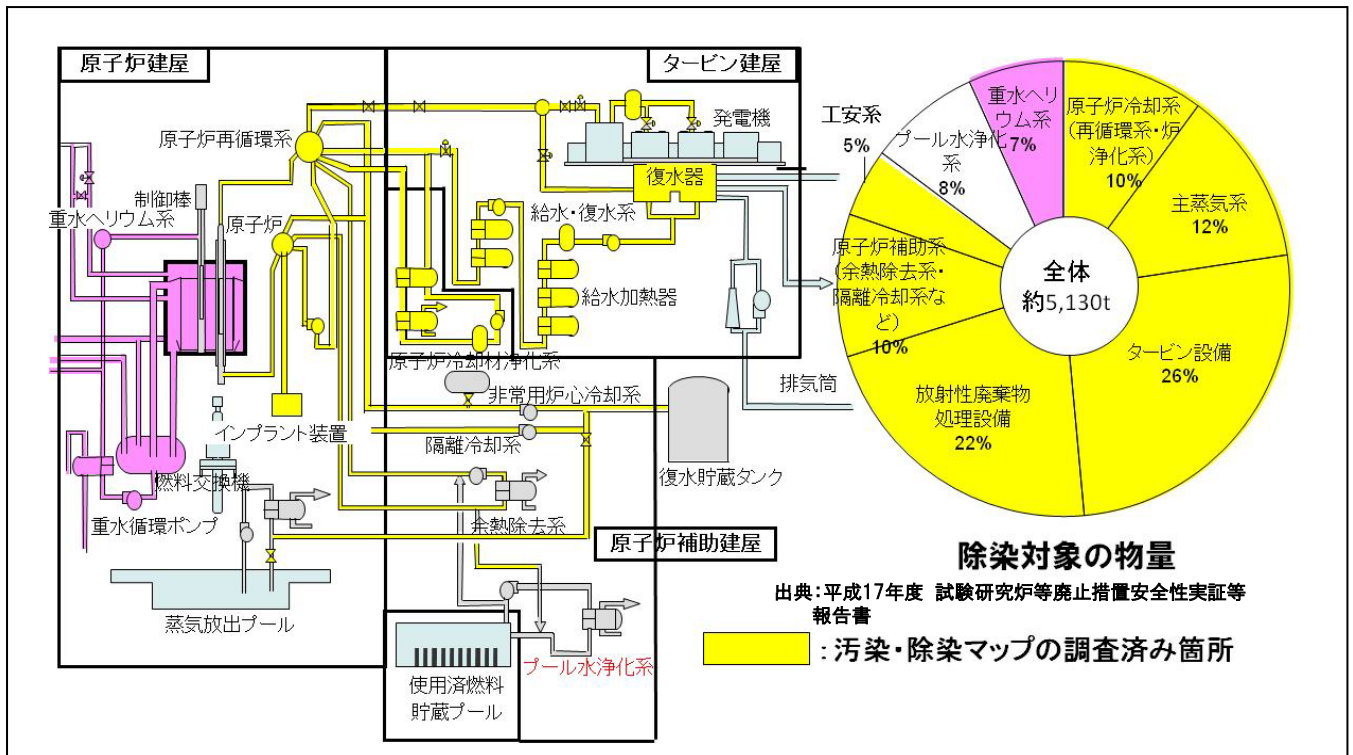 原子炉建屋
タービン建屋
原子炉再循環系
発電機
復水器
制御棒
重水ヘリウム系
原子炉
給水・復水系
給水加熱器
原子炉冷却材浄化系
非常用炉心冷却系
排気筒
インプラント装置
隔離冷却系
復水貯蔵タンク
燃料交換機
重水循環ポンプ
余熱除去系
原子炉補助建屋
蒸気放出プール
プール水浄化系
使用済燃料
貯蔵プール
工安系
5%
プール水浄化
系
8%
重水ヘリ
ウム系
7%
原子炉冷却系
(再循環系・炉
浄化系)
10%
主蒸気系
12%
タービン設備
26%
放射性廃棄物
処理設備
22%
原子炉補助系
(余熱除去系・
隔離冷却系な
ど)
10%
全体
約5,130t
除染対象の物量
出典:平成17年度 試験研究炉等廃止措置安全性実証等
報告書
:汚染・除染マップの調査済み箇所